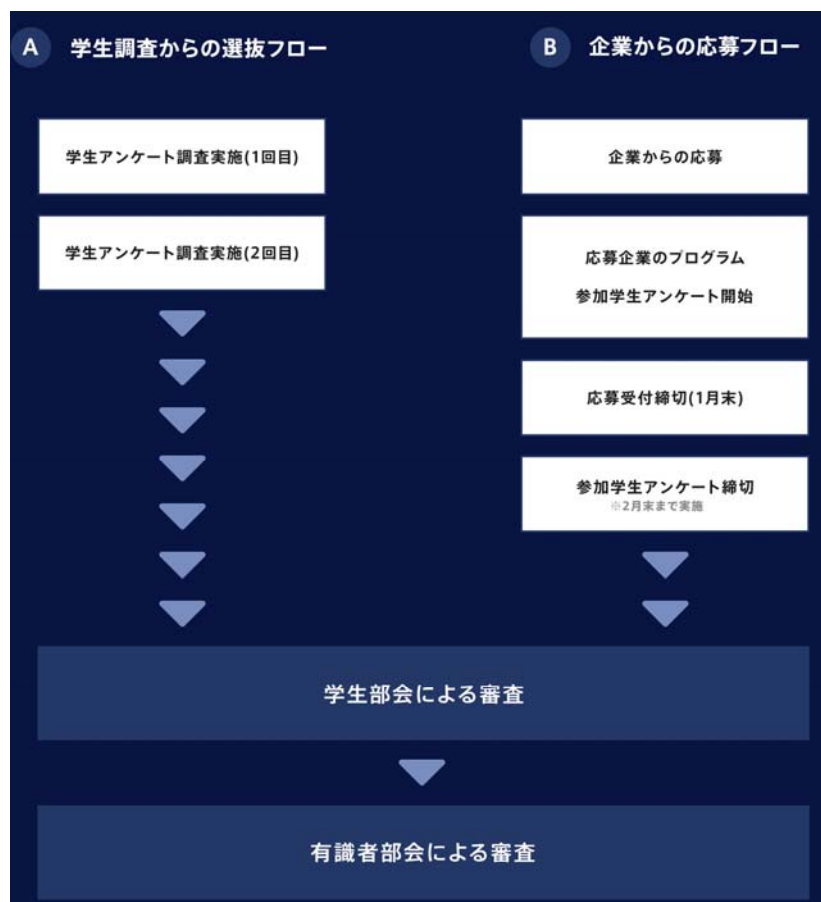 A 学生調査からの選抜フロー
学生アンケート調査実施(1回目)
学生アンケート調査実施(2回目)
B 企業からの応募フロー
企業からの応募
応募企業のプログラム
参加学生アンケート開始
応募受付締切(1月末)
参加学生アンケート締切
※2月末まで実施
学生部会による審査
有識者部会による審査